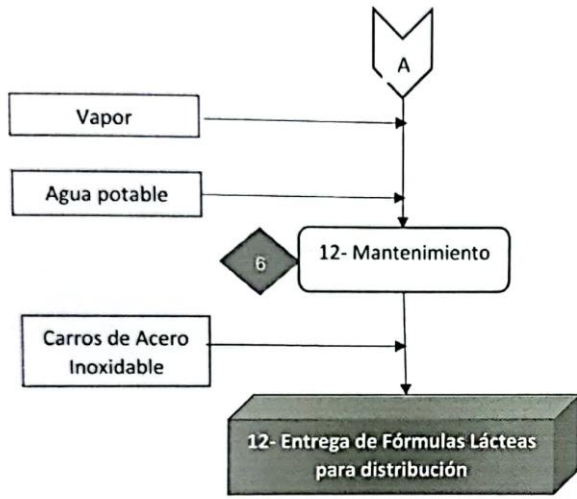 A
Vapor
Agua potable
6
12- Mantenimiento
Carros de Acero
Inoxidable
12- Entrega de Fórmulas Lácteas
para distribución